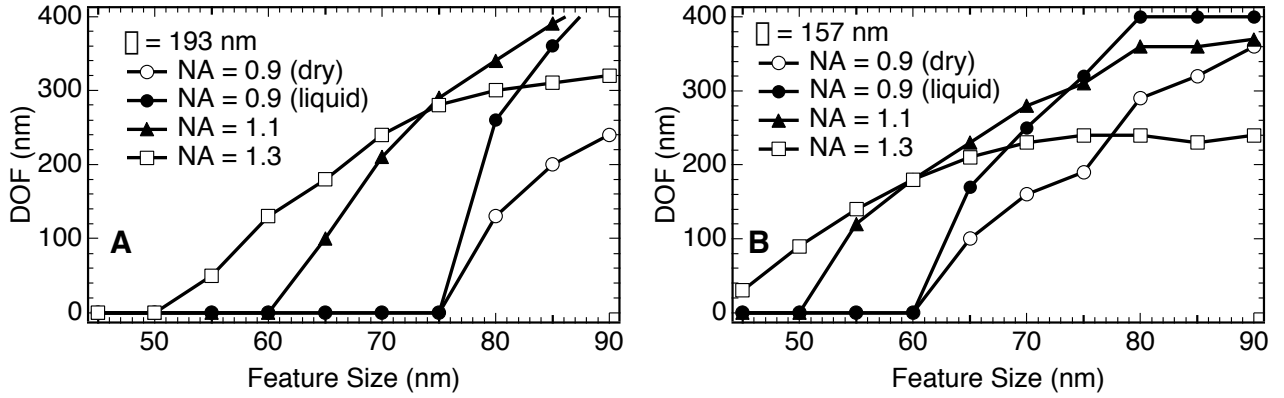 400
300
200
100
0
DOF (nm)
= 193 nm
NA = 0.9 (dry)
NA = 0.9 (liquid)
NA = 1.1
NA = 1.3
A
50 60 70 80 90
Feature Size (nm)
400
300
200
100
0
DOF (nm)
= 157 nm
NA = 0.9 (dry)
NA = 0.9 (liquid)
NA = 1.1
NA = 1.3
B
50 60 70 80 90
Feature Size (nm)